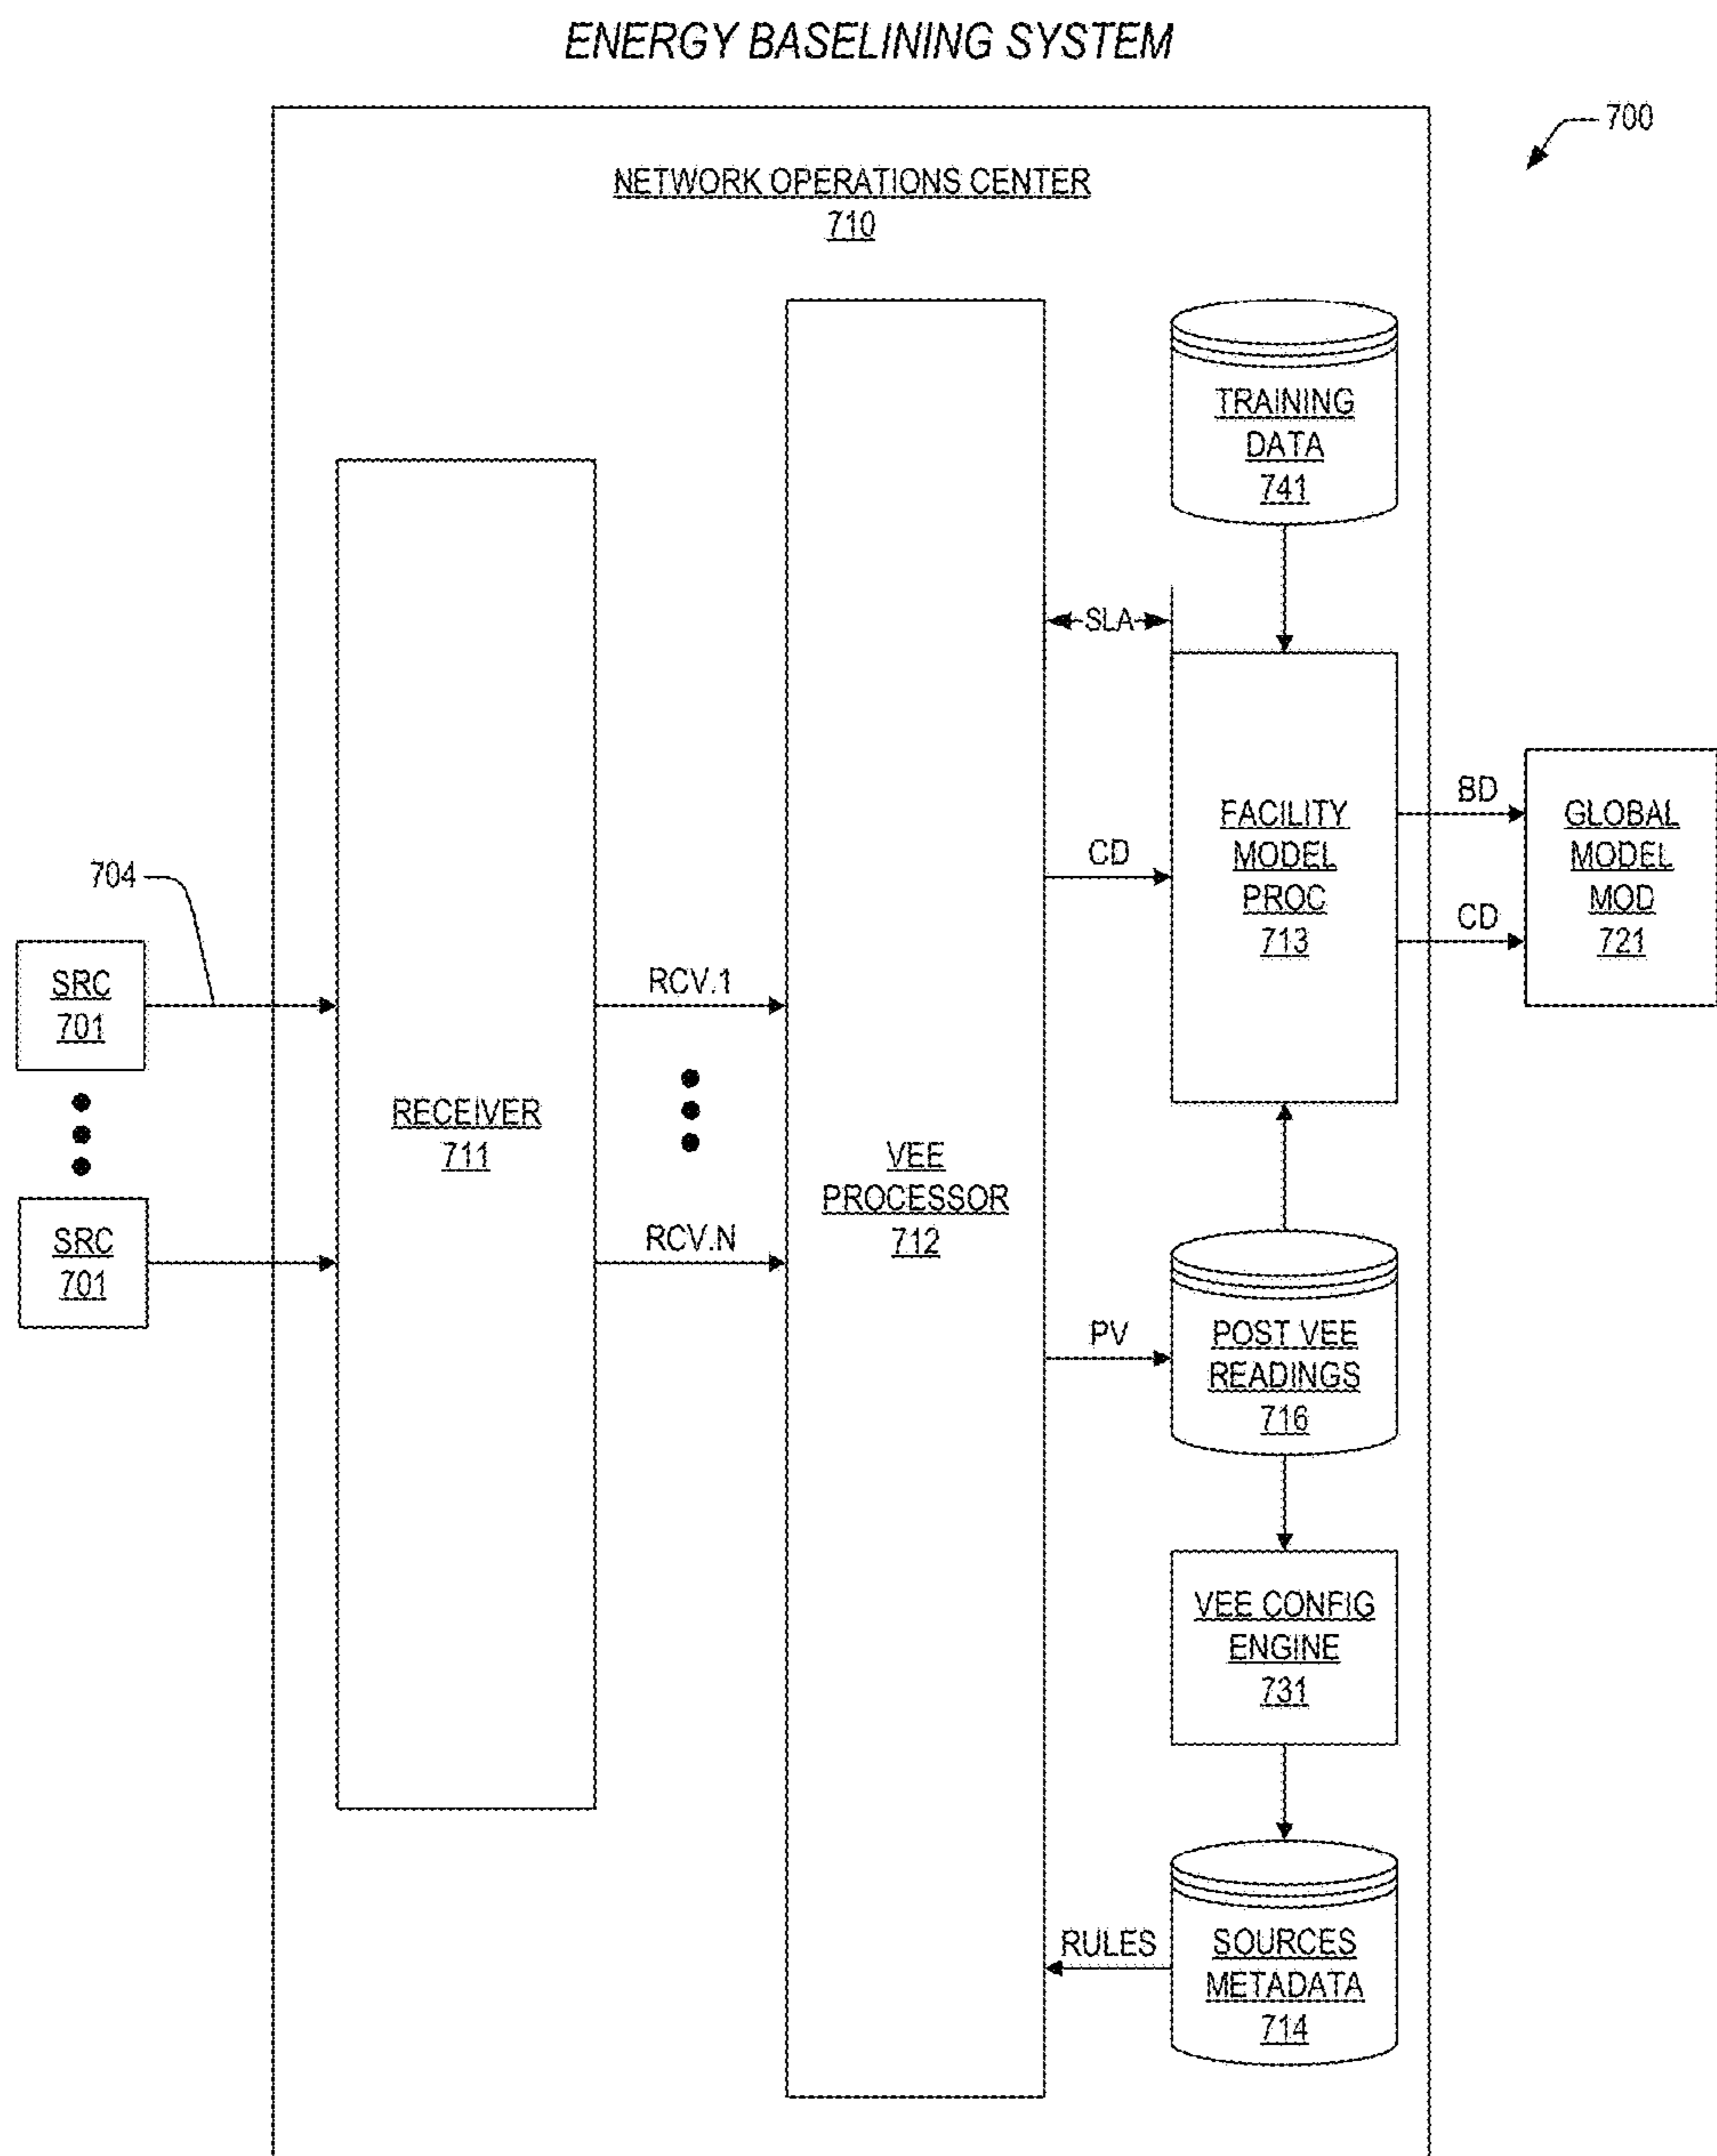 ENERGY BASELINING SYSTEM
700
NETWORK OPERATIONS CENTER
710
TRAINING
DATA
741
SLA
FACILITY
MODEL
PROC
713
BD
CD
GLOBAL
MODEL
MOD
721
CD
704
SRC
701
SRC
701
RECEIVER
711
RCV.1
RCV.N
VEE
PROCESSOR
712
PV
POST VEE
READINGS
716
VEE CONFIG
ENGINE
731
RULES
SOURCES
METADATA
714